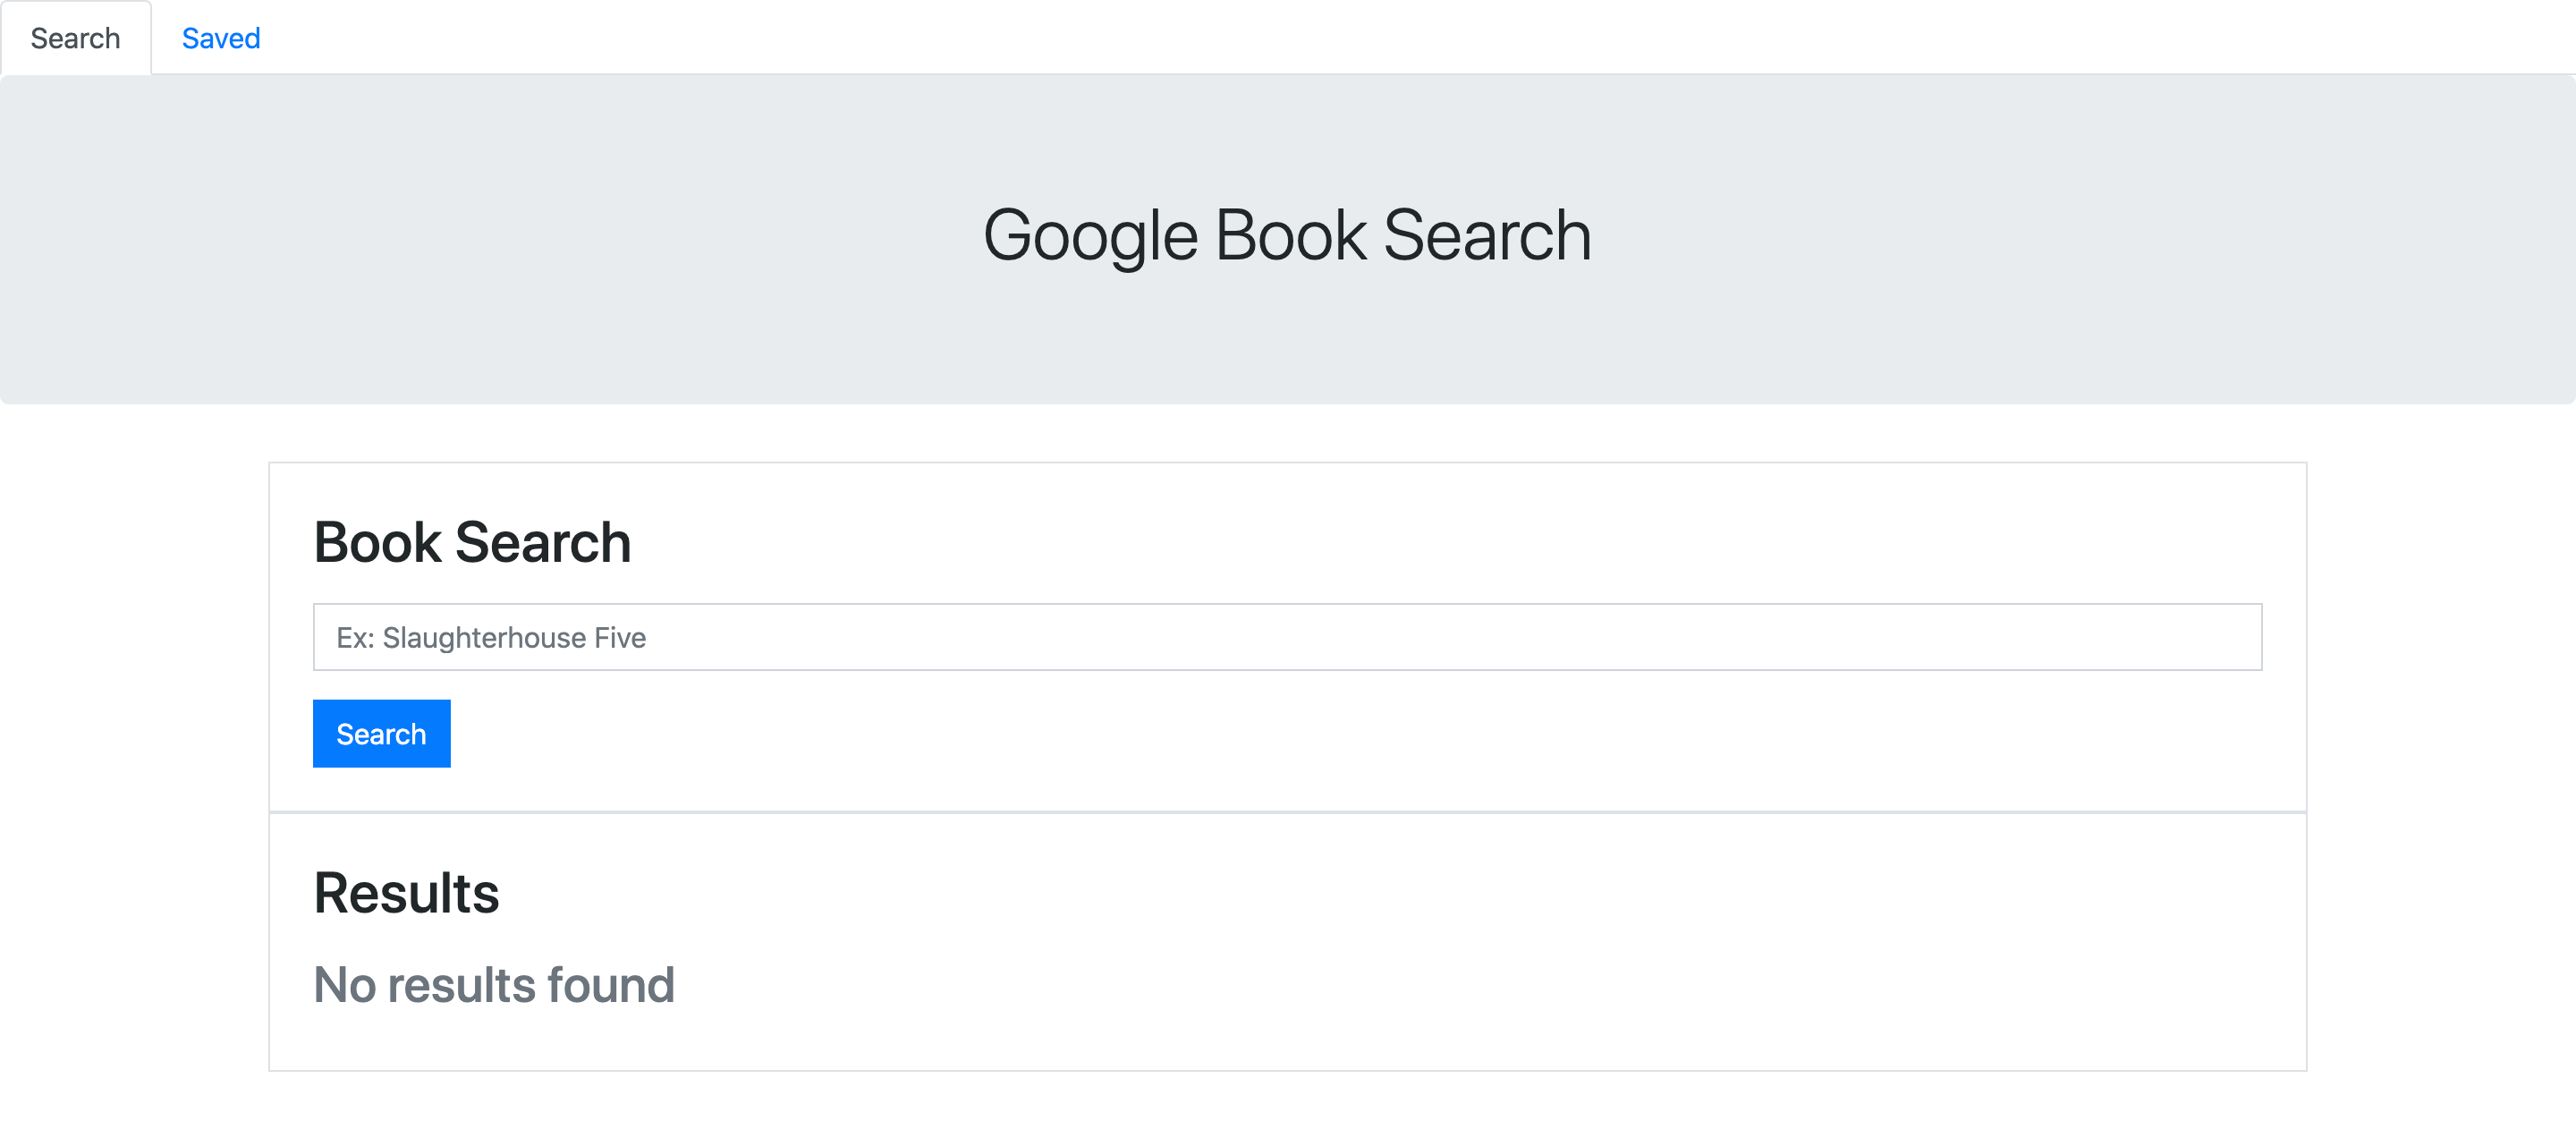 Search Saved
Google Book Search
Book Search
Ex: Slaughterhouse Five
Search
Results
No results found